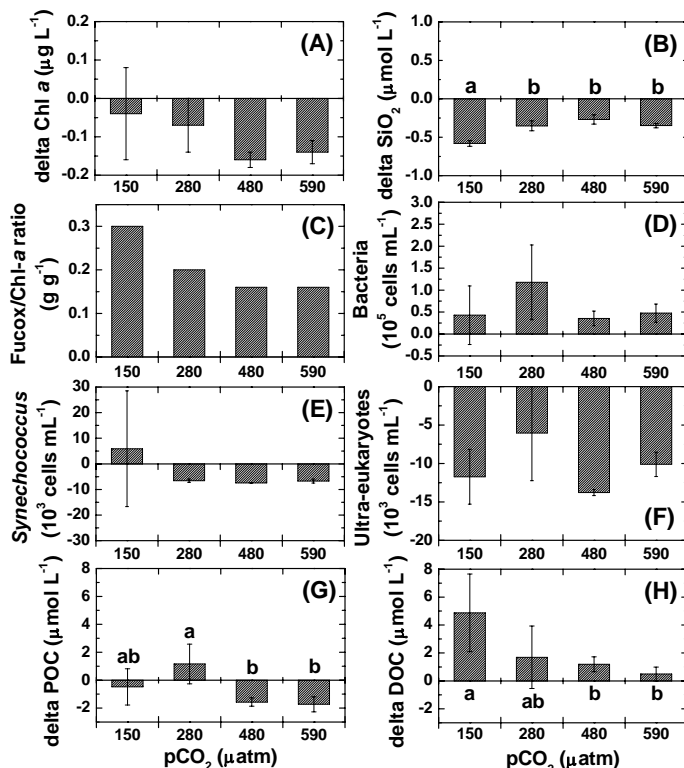 (A)
delta Chl a (μg L⁻¹)
0.2
0.1
0.0
-0.1
-0.2
150 280 480 590
(B)
delta SiO₂ (μmol L⁻¹)
0.5
0.0
-0.5
-1.0
a b b b
150 280 480 590
(C)
Fucox/Chl-a ratio
(g g⁻¹)
0.3
0.2
0.1
0.0
150 280 480 590
(D)
Bacteria
(10⁵ cells mL⁻¹)
3.0
2.5
2.0
1.5
1.0
0.5
0.0
-0.5
150 280 480 590
(E)
Synechococcus
(10³ cells mL⁻¹)
30
20
10
0
-10
-20
-30
150 280 480 590
(F)
Ultra-eukaryotes
(10³ cells mL⁻¹)
0
-5
-10
-15
-20
150 280 480 590
(G)
delta POC (μmol L⁻¹)
8
6
4
2
0
-2
ab a b b
150 280 480 590
pCO₂ (μatm)
(H)
delta DOC (μmol L⁻¹)
8
6
4
2
0
-2
a ab b b
150 280 480 590
pCO₂ (μatm)